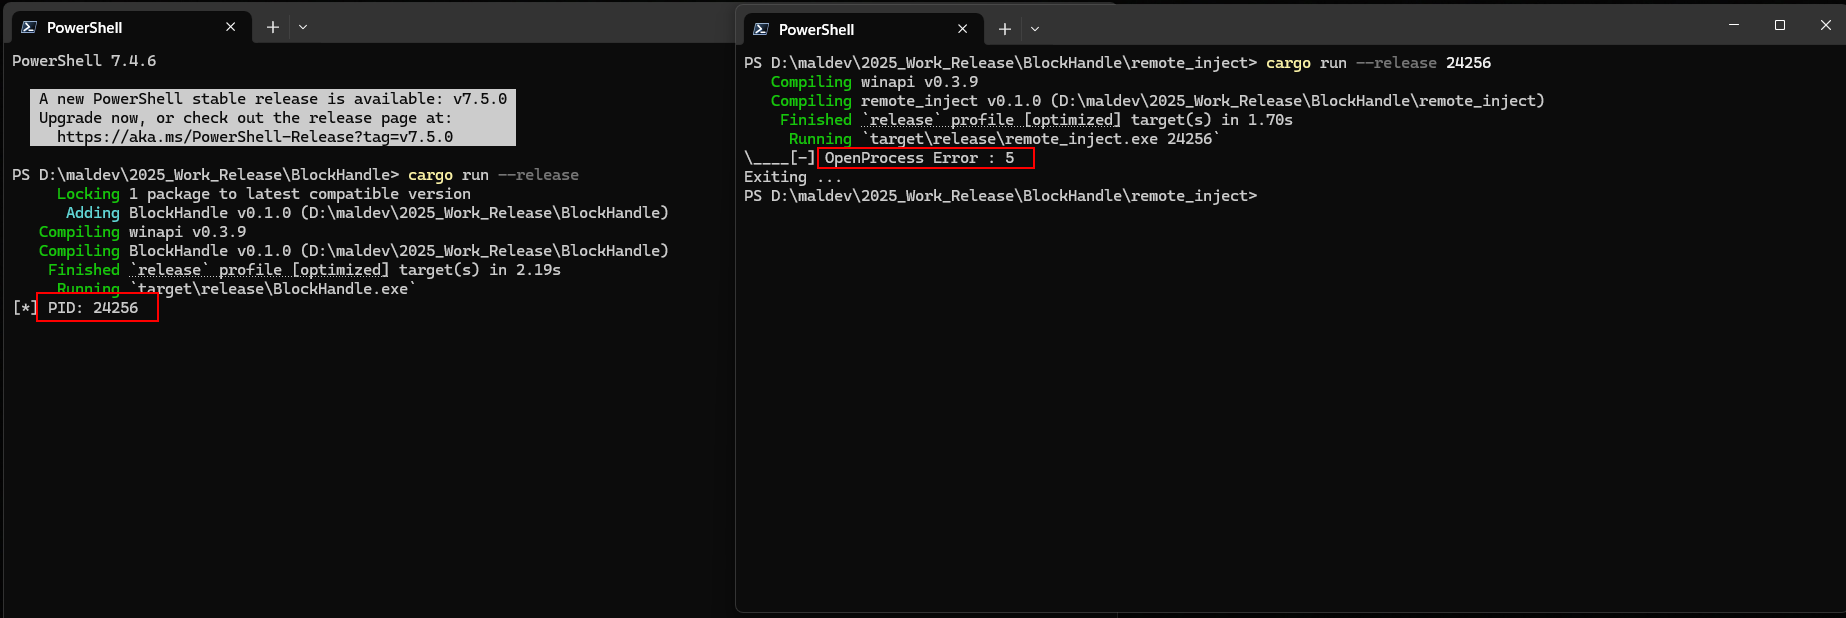 PowerShell
PowerShell 7.4.6
A new PowerShell stable release is available: v7.5.0
Upgrade now, or check out the release page at:
https://aka.ms/PowerShell-Release?tag=v7.5.0
PS D:\maldev\2025_Work_Release\BlockHandle> cargo run --release
Locking 1 package to latest compatible version
Adding BlockHandle v0.1.0 (D:\maldev\2025_Work_Release\BlockHandle)
Compiling winapi v0.3.9
Compiling BlockHandle v0.1.0 (D:\maldev\2025_Work_Release\BlockHandle)
Finished `release` profile [optimized] target(s) in 2.19s
Running `target\release\BlockHandle.exe`
[*] PID: 24256
PowerShell
PS D:\maldev\2025_Work_Release\BlockHandle\remote_inject> cargo run --release 24256
Compiling winapi v0.3.9
Compiling remote_inject v0.1.0 (D:\maldev\2025_Work_Release\BlockHandle\remote_inject)
Finished `release` profile [optimized] target(s) in 1.70s
Running `target\release\remote_inject.exe 24256`
\____[-] OpenProcess Error : 5
Exiting ...
PS D:\maldev\2025_Work_Release\BlockHandle\remote_inject>